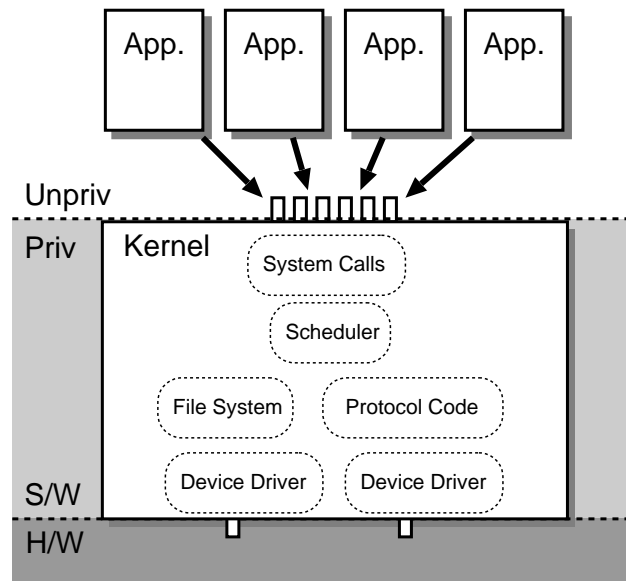 App. App. App. App.
Unpriv
Priv
Kernel
System Calls
Scheduler
File System Protocol Code
Device Driver Device Driver
S/W
H/W